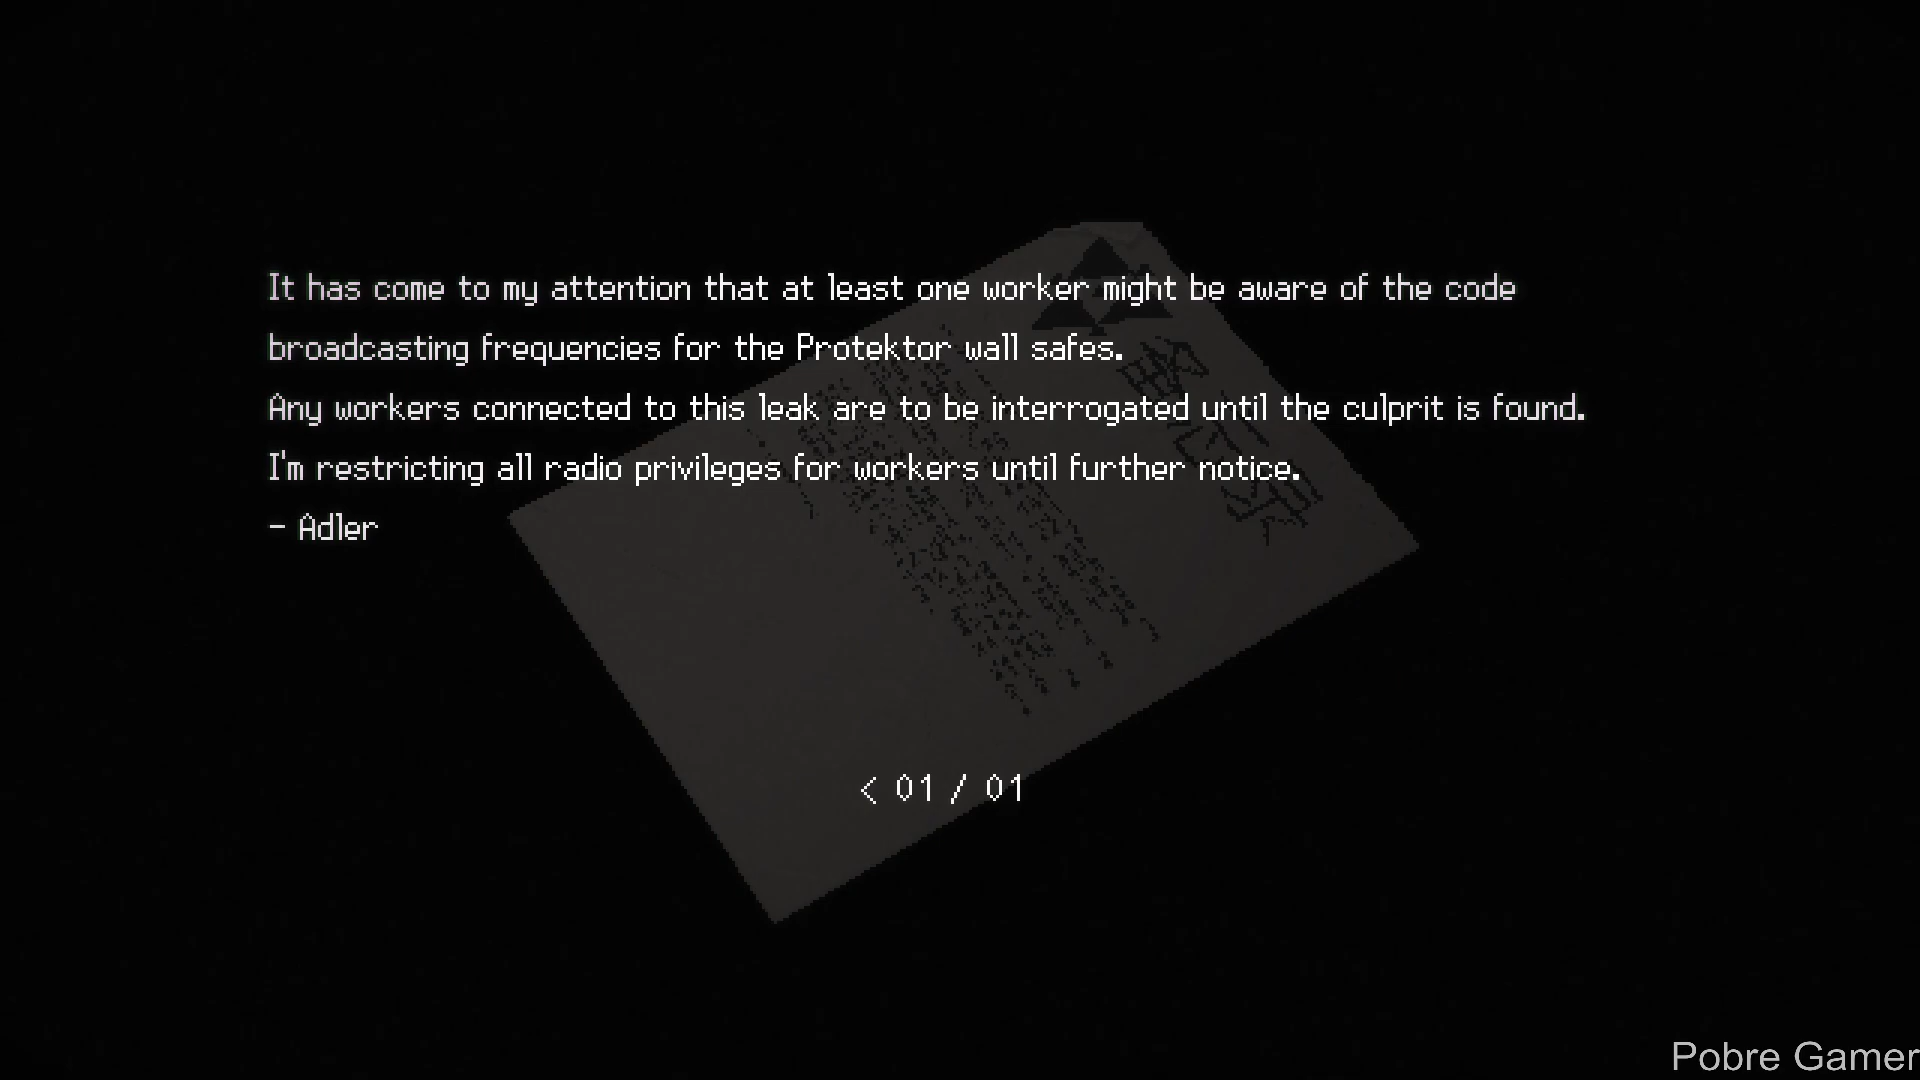 It has come to my attention that at least one worker might be aware of the code
broadcasting frequencies for the Protektor wall safes.
Any workers connected to this leak are to be interrogated until the culprit is found.
I'm restricting all radio privileges for workers until further notice.
- Adler
< 01 / 01
Pobre Gamer